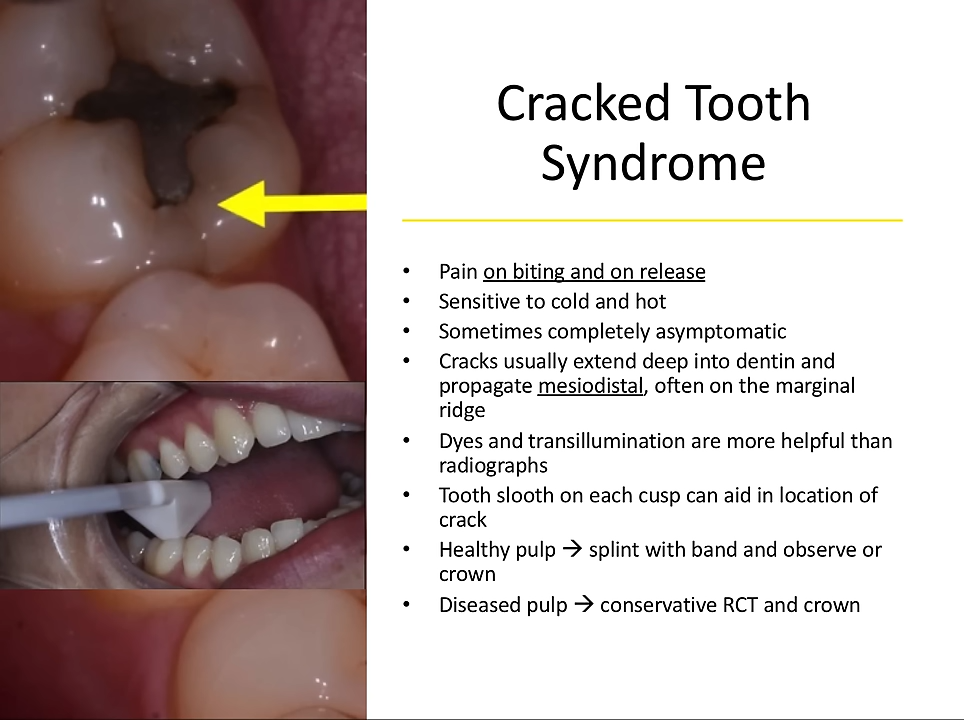 Cracked Tooth
Syndrome
• Pain on biting and on release
• Sensitive to cold and hot
• Sometimes completely asymptomatic
• Cracks usually extend deep into dentin and
propagate mesiodistal, often on the marginal
ridge
• Dyes and transillumination are more helpful than
radiographs
• Tooth slooth on each cusp can aid in location of
crack
• Healthy pulp → splint with band and observe or
crown
• Diseased pulp → conservative RCT and crown